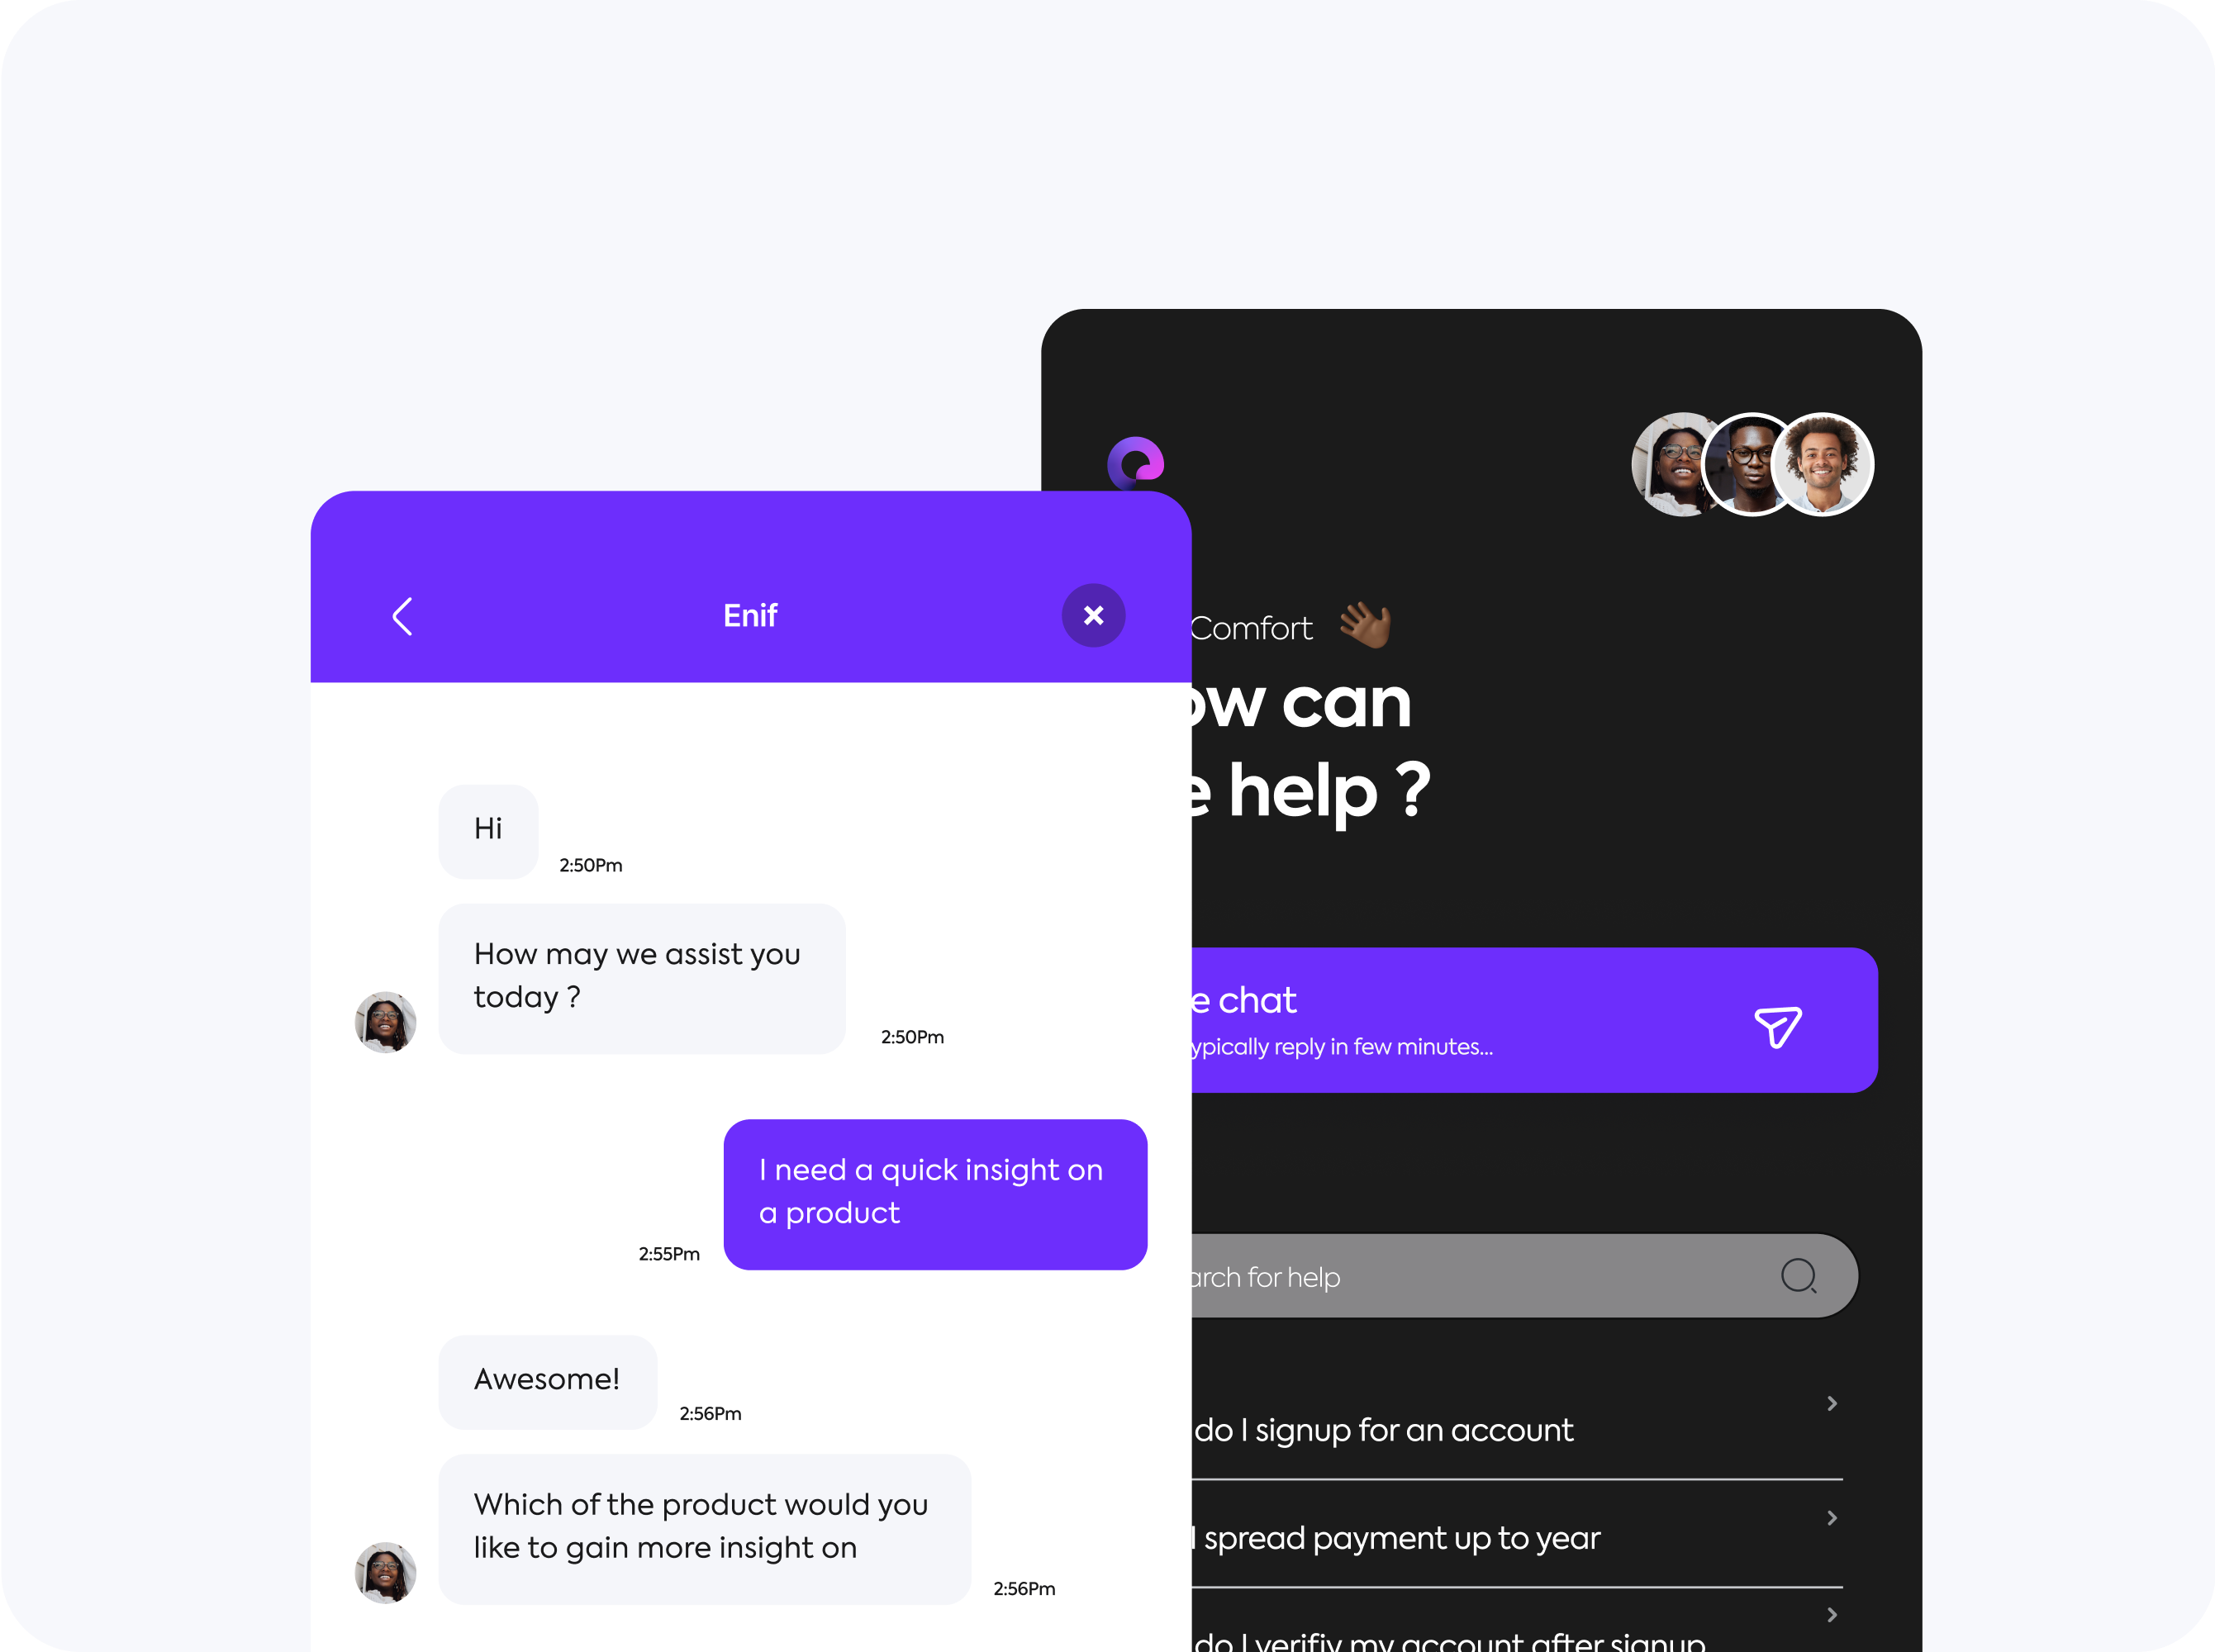 Enif
Hi
2:50Pm
How may we assist you
today ?
2:50Pm
I need a quick insight on
a product
2:55Pm
Awesome!
2:56Pm
Which of the product would you
like to gain more insight on
2:56Pm
Comfort
ow can
e help ?
e chat
ypically reply in few minutes...
arch for help
do I signup for an account
I spread payment up to year
do I verifiy my account after signup